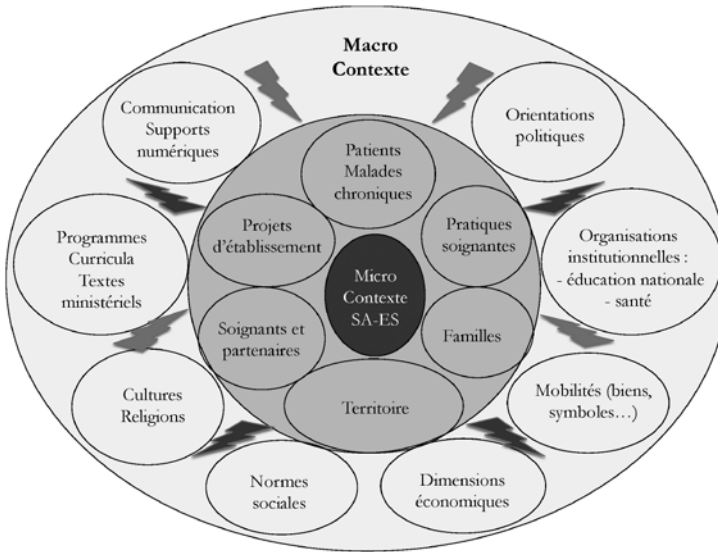 Macro
Contexte
Communication
Supports
numériques
Orientations
politiques
Patients
Malades
chroniques
Projets
d'établissement
Pratiques
soignantes
Programmes
Curricula
Textes
ministériels
Micro
Contexte
SA-ES
Organisations
institutionnelles :
- éducation nationale
- santé
Soignants et
partenaires
Familles
Cultures
Religions
Territoire
Mobilités (biens,
symboles…)
Normes
sociales
Dimensions
économiques